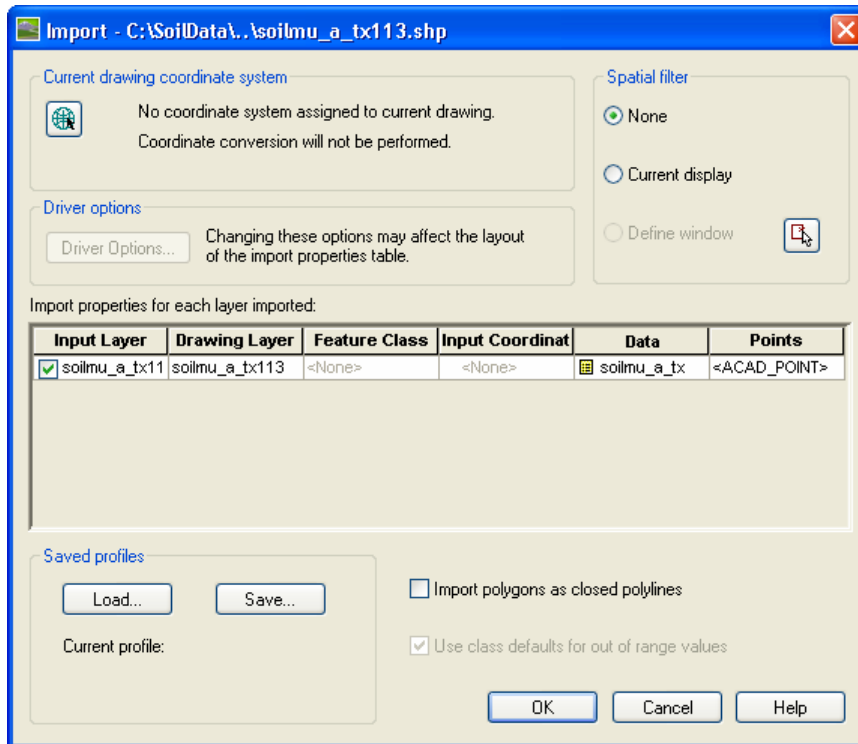 Import - C:\SoilData\..\soilmu_a_tx113.shp
Current drawing coordinate system
No coordinate system assigned to current drawing.
Coordinate conversion will not be performed.
Spatial filter
None
Current display
Define window
Driver options
Driver Options...
Changing these options may affect the layout
of the import properties table.
Import properties for each layer imported:
Input Layer Drawing Layer Feature Class Input Coordinat Data Points
soilmu_a_tx11 soilmu_a_tx113 <None> <None> soilmu_a_tx <ACAD_POINT>
Saved profiles
Load... Save...
Current profile:
Import polygons as closed polylines
Use class defaults for out of range values
OK Cancel Help